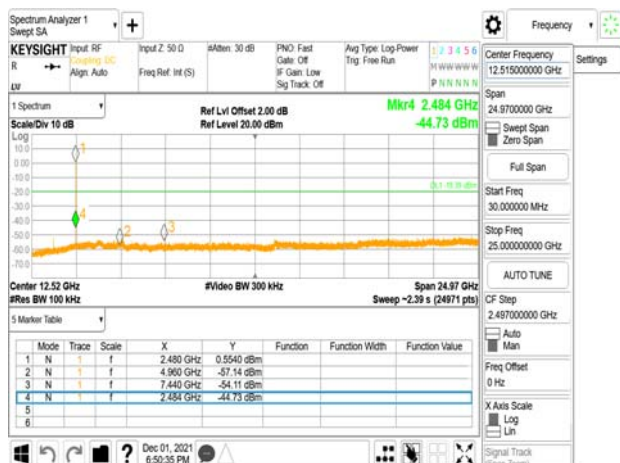 Spectrum Analyzer 1
Swept SA
Frequency
KEYSIGHT
R
LXI
Input: RF
Coupling: DC
Align: Auto
Input Z: 50 Ω
Freq Ref: Int (S)
#Atten: 30 dB
PNO: Fast
Gate: Off
IF Gain: Low
Sig Track: Off
Avg Type: Log-Power
Trig: Free Run
1 2 3 4 5 6
M W W W W W
P N N N N N
Center Frequency
12.515000000 GHz
Settings
1 Spectrum
Scale/Div 10 dB
Ref Lvl Offset 2.00 dB
Ref Level 20.00 dBm
Mkr4 2.484 GHz
-44.73 dBm
Log
10.0
0.00
-10.0
-20.0
-30.0
-40.0
-50.0
-60.0
-70.0
1
4
2
3
Center 12.52 GHz
#Res BW 100 kHz
#Video BW 300 kHz
Span 24.97 GHz
Sweep ~2.39 s (24971 pts)
5 Marker Table
Mode Trace Scale X Y Function Function Width Function Value
1 N 1 f 2.480 GHz 0.5540 dBm
2 N 1 f 4.960 GHz -57.14 dBm
3 N 1 f 7.440 GHz -54.11 dBm
4 N 1 f 2.484 GHz -44.73 dBm
5
6
Span
24.9700000 GHz
Swept Span
Zero Span
Full Span
Start Freq
30.000000 MHz
Stop Freq
25.000000000 GHz
AUTO TUNE
CF Step
2.497000000 GHz
Auto
Man
Freq Offset
0 Hz
X Axis Scale
Log
Lin
Signal Track
Dec 01, 2021
6:50:35 PM